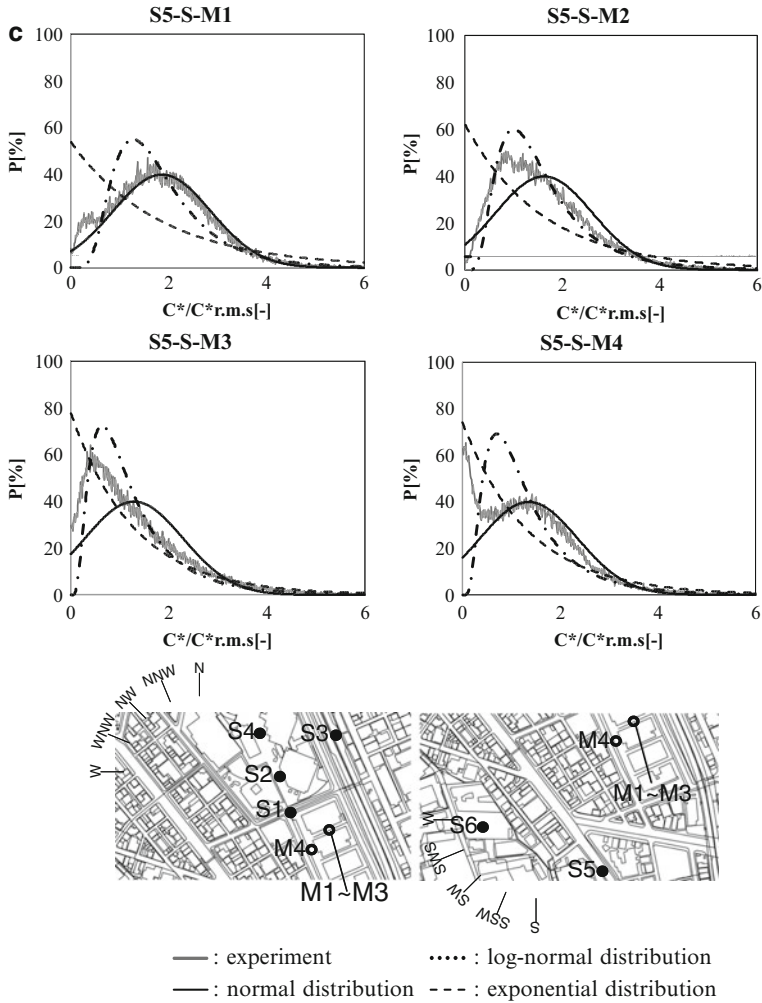 c
S5-S-M1
S5-S-M2
100
80
60
40
20
0
P[%]
0 2 4 6
C*/C*r.m.s[-]
100
80
60
40
20
0
P[%]
0 2 4 6
C*/C*r.m.s[-]
S5-S-M3
S5-S-M4
100
80
60
40
20
0
P[%]
0 2 4 6
C*/C*r.m.s[-]
100
80
60
40
20
0
P[%]
0 2 4 6
C*/C*r.m.s[-]
N
NNW
NW
WNW
W
S4
S3
S2
S1
M4
M1~M3
M4
M1~M3
W
S6
WSW
SW
SSW
S
S5
: experiment
: log-normal distribution
: normal distribution
: exponential distribution